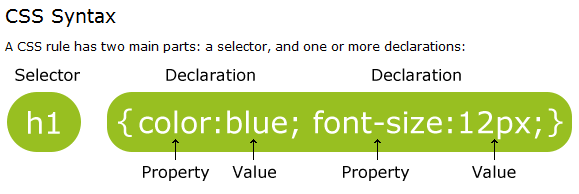 CSS Syntax
A CSS rule has two main parts: a selector, and one or more declarations:
Selector Declaration Declaration
h1 {color:blue; font-size:12px;}
Property Value Property Value